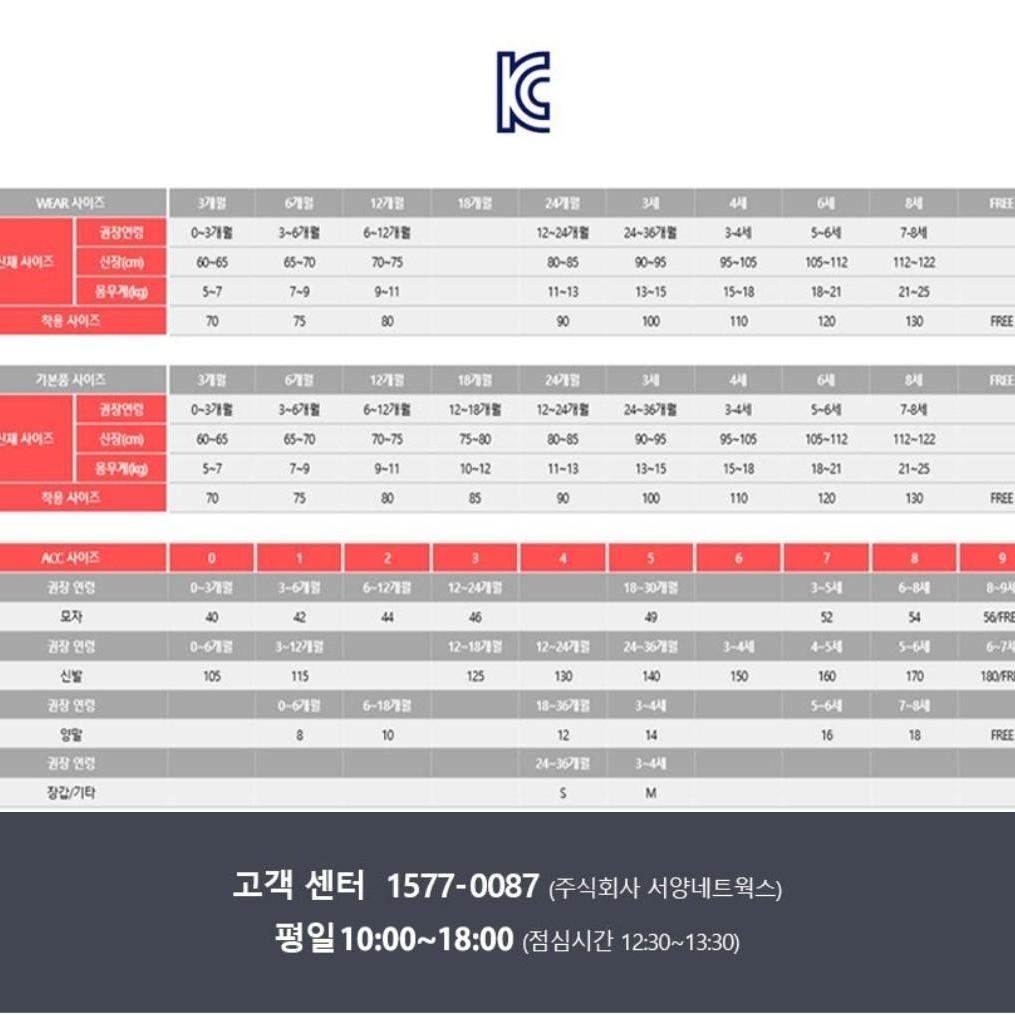 KC
WEAR 사이즈 3개월 6개월 12개월 18개월 24개월 3세 4세 6세 8세 FREE
권장연령 0~3개월 3~6개월 6~12개월 12~24개월 24~36개월 3-4세 5~6세 7-8세
신체 사이즈 신장(cm) 60~65 65~70 70~75 80~85 90~95 95~105 105~112 112~122
몸무게(kg) 5~7 7~9 9~11 11~13 13~15 15~18 18~21 21~25
착용 사이즈 70 75 80 90 100 110 120 130 FREE
기본품 사이즈 3개월 6개월 12개월 18개월 24개월 3세 4세 6세 8세 FREE
권장연령 0~3개월 3~6개월 6~12개월 12~18개월 12~24개월 24~36개월 3-4세 5~6세 7-8세
신체 사이즈 신장(cm) 60~65 65~70 70~75 75~80 80~85 90~95 95~105 105~112 112~122
몸무게(kg) 5~7 7~9 9~11 10~12 11~13 13~15 15~18 18~21 21~25
착용 사이즈 70 75 80 85 90 100 110 120 130 FREE
ACC 사이즈 0 1 2 3 4 5 6 7 8 9
권장 연령 0~3개월 3~6개월 6~12개월 12~24개월 18~30개월 3~5세 6~8세 8~9세
모자 40 42 44 46 49 52 54 56/FRE
권장 연령 0~6개월 3~12개월 12~18개월 12~24개월 24~36개월 3~4세 4~5세 5~6세 6~7세
신발 105 115 125 130 140 150 160 170 180/FR
권장 연령 0~6개월 6~18개월 18~36개월 3~4세 5~6세 7~8세
양말 8 10 12 14 16 18 FREE
권장 연령 24~36개월 3~4세
장갑/기타 S M
고객 센터 1577-0087 (주식회사 서양네트웍스)
평일 10:00~18:00 (점심시간 12:30~13:30)